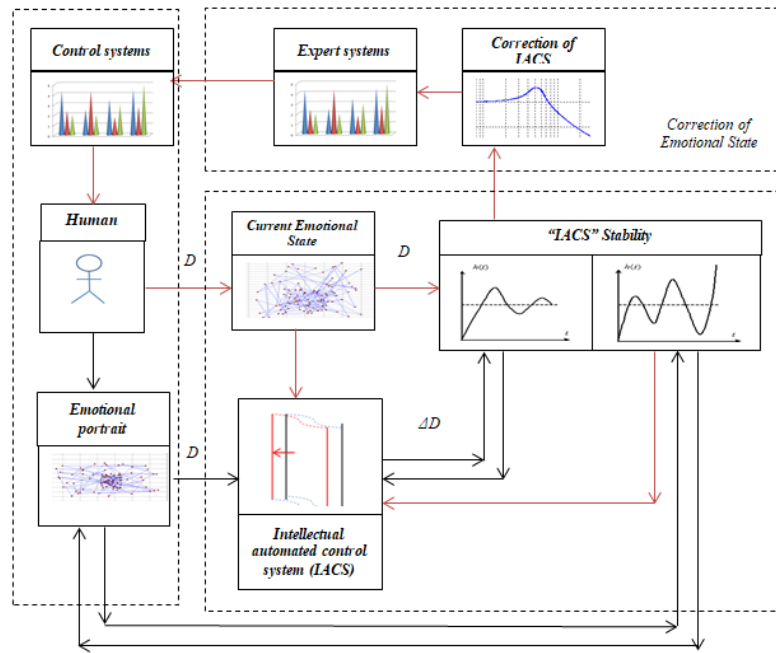 Control systems
Expert systems
Correction of
IACS
Correction of
Emotional State
Human
D
Current Emotional
State
D
"IACS" Stability
Emotional
portrait
D
ΔD
Intellectual
automated control
system (IACS)